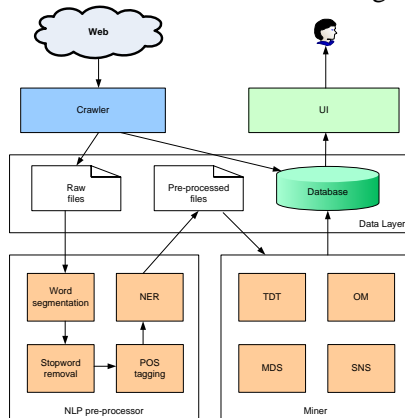 Web
Crawler
UI
Raw
files
Pre-processed
files
Database
Data Layer
Word
segmentation
NER
TDT
OM
Stopword
removal
POS
tagging
MDS
SNS
NLP pre-processor
Miner